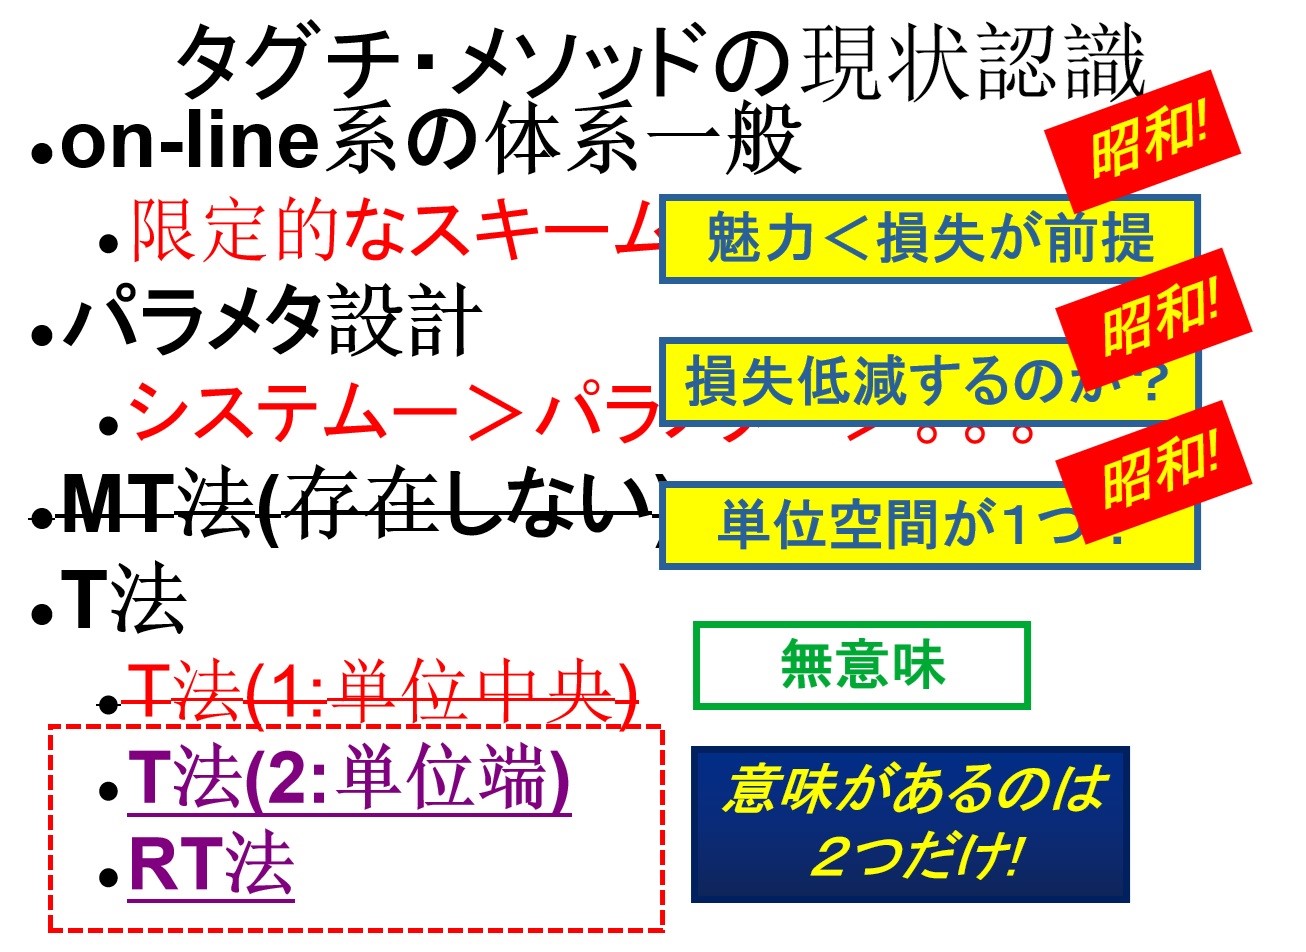 タグチ・メソッドの現状認識
●on-line系の体系一般
昭和!
●限定的なスキーム
魅力＜損失が前提
●パラメタ設計
昭和!
●システムー＞パラメ
損失低減するのか？
＞。。。
●MT法(存在しない)
昭和!
単位空間が１つ？
●T法
●T法(1:単位中央)
無意味
●T法(2:単位端)
●RT法
意味があるのは
２つだけ!